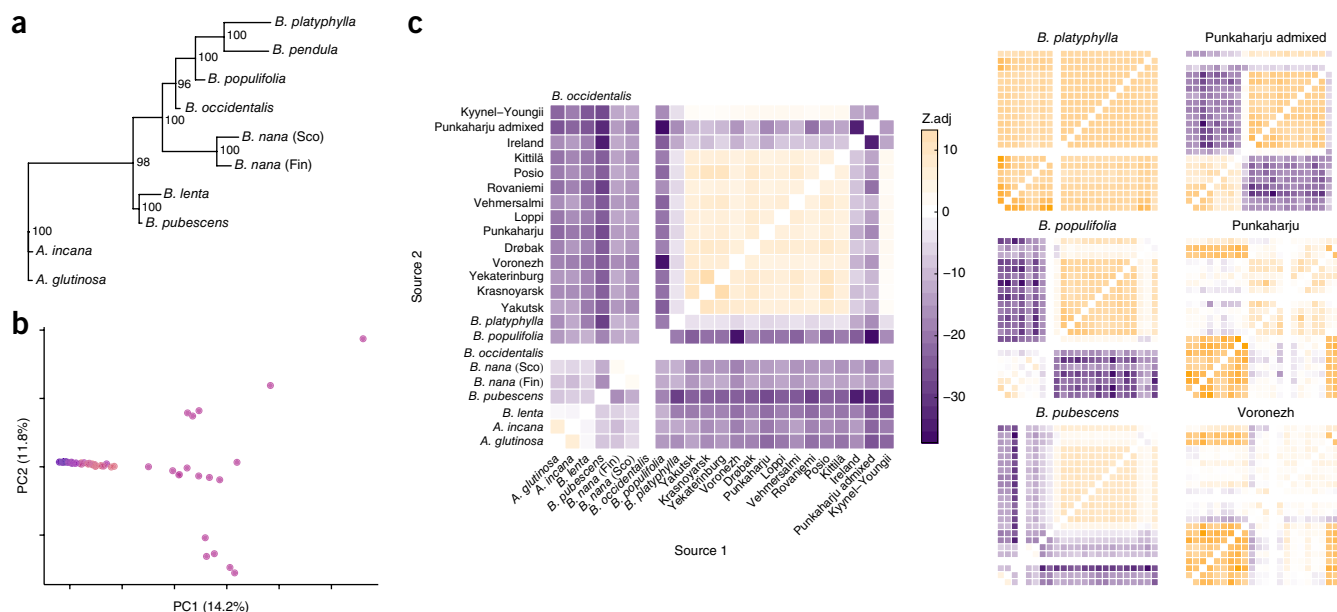 a
B. platyphylla
100
B. pendula
100
B. populifolia
96
B. occidentalis
100
B. nana (Sco)
100
B. nana (Fin)
98
B. lenta
100
B. pubescens
100
A. incana
A. glutinosa
b
PC2 (11.8%)
PC1 (14.2%)
c
B. occidentalis
Source 2
Kyynel–Youngii
Punkaharju admixed
Ireland
Kittilä
Posio
Rovaniemi
Vehmersalmi
Loppi
Punkaharju
Drøbak
Voronezh
Yekaterinburg
Krasnoyarsk
Yakutsk
B. platyphylla
B. populifolia
B. occidentalis
B. nana (Sco)
B. nana (Fin)
B. pubescens
B. lenta
A. incana
A. glutinosa
A. glutinosa
A. incana
B. lenta
B. pubescens
B. nana (Fin)
B. nana (Sco)
B. occidentalis
B. populifolia
B. platyphylla
Yakutsk
Krasnoyarsk
Yekaterinburg
Voronezh
Drøbak
Punkaharju
Loppi
Vehmersalmi
Rovaniemi
Posio
Kittilä
Ireland
Punkaharju admixed
Kyynel–Youngii
Source 1
Z.adj
10
0
–10
–20
–30
B. platyphylla
Punkaharju admixed
B. populifolia
Punkaharju
B. pubescens
Voronezh